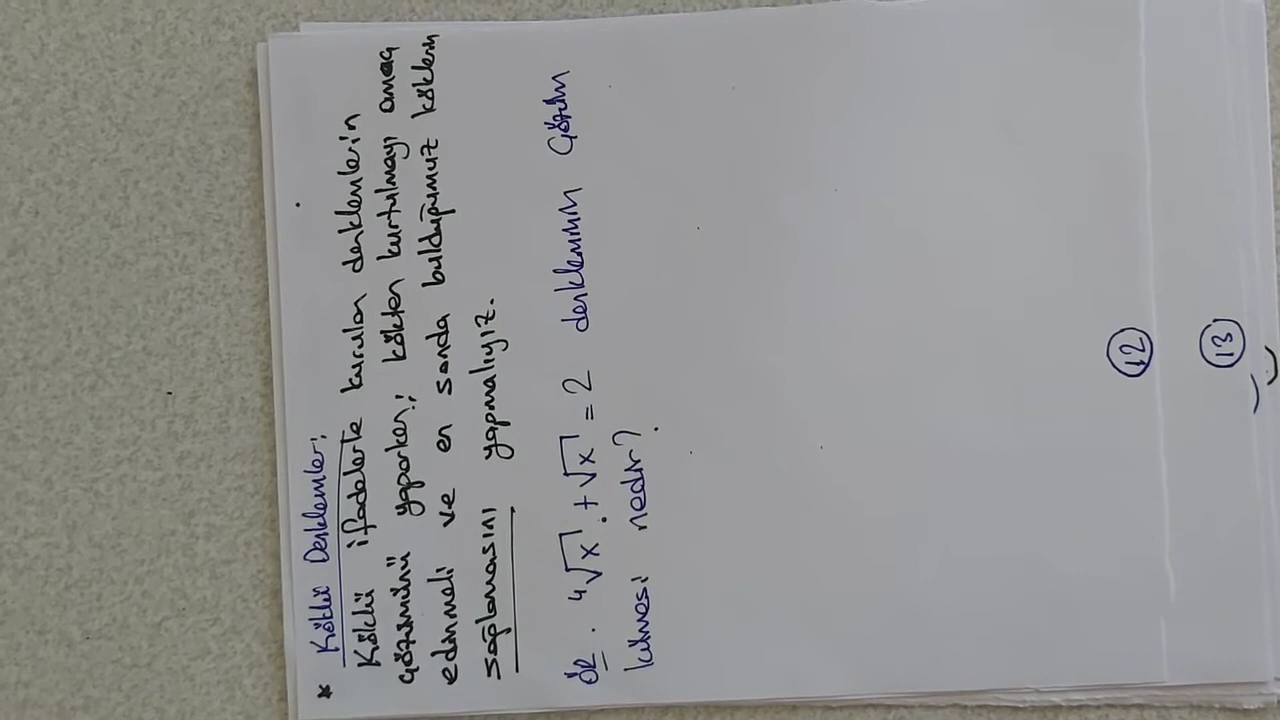 * Köklü Denklemler;
Köklü ifadelerle kurulan denklemlerin
çözümünü yaparken; kökten kurtulmayı amaç
edinmeli ve en sonda bulduğumuz köklerin
sağlamasını yapmalıyız.
ÖR. ⁴√x + √x = 2 denkleminin çözüm
kümesi nedir?
12
13